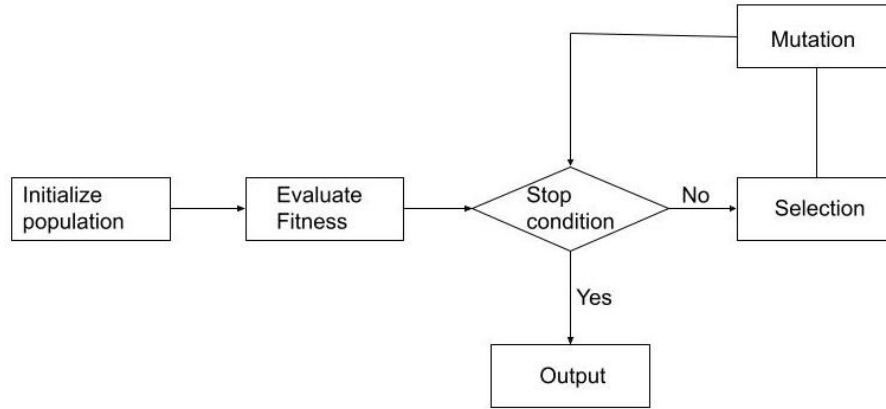 Mutation
Initialize
population
Evaluate
Fitness
Stop
condition
No
Selection
Yes
Output